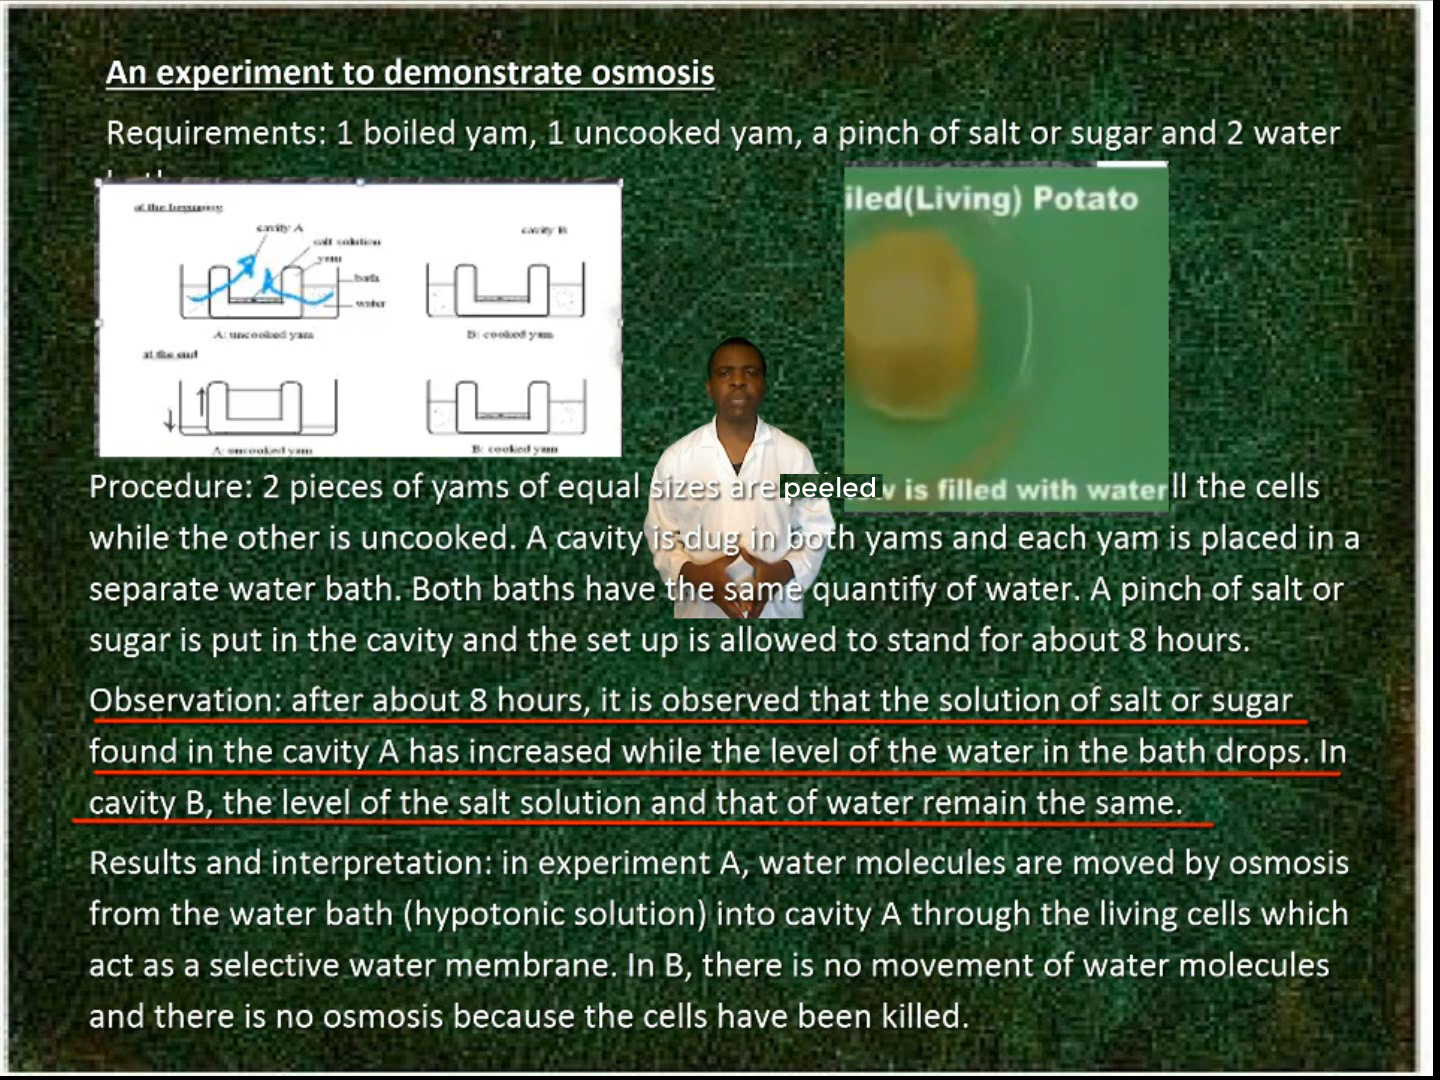 An experiment to demonstrate osmosis
Requirements: 1 boiled yam, 1 uncooked yam, a pinch of salt or sugar and 2 water
at the beginning
cavity A
salt solution
yam
bath
water
A: uncooked yam
cavity B
B: cooked yam
at the end
A: uncooked yam
B: cooked yam
iled(Living) Potato
is filled with water
Procedure: 2 pieces of yams of equal sizes are peeled ll the cells
while the other is uncooked. A cavity is dug in both yams and each yam is placed in a
separate water bath. Both baths have the same quantify of water. A pinch of salt or
sugar is put in the cavity and the set up is allowed to stand for about 8 hours.
Observation: after about 8 hours, it is observed that the solution of salt or sugar
found in the cavity A has increased while the level of the water in the bath drops. In
cavity B, the level of the salt solution and that of water remain the same.
Results and interpretation: in experiment A, water molecules are moved by osmosis
from the water bath (hypotonic solution) into cavity A through the living cells which
act as a selective water membrane. In B, there is no movement of water molecules
and there is no osmosis because the cells have been killed.